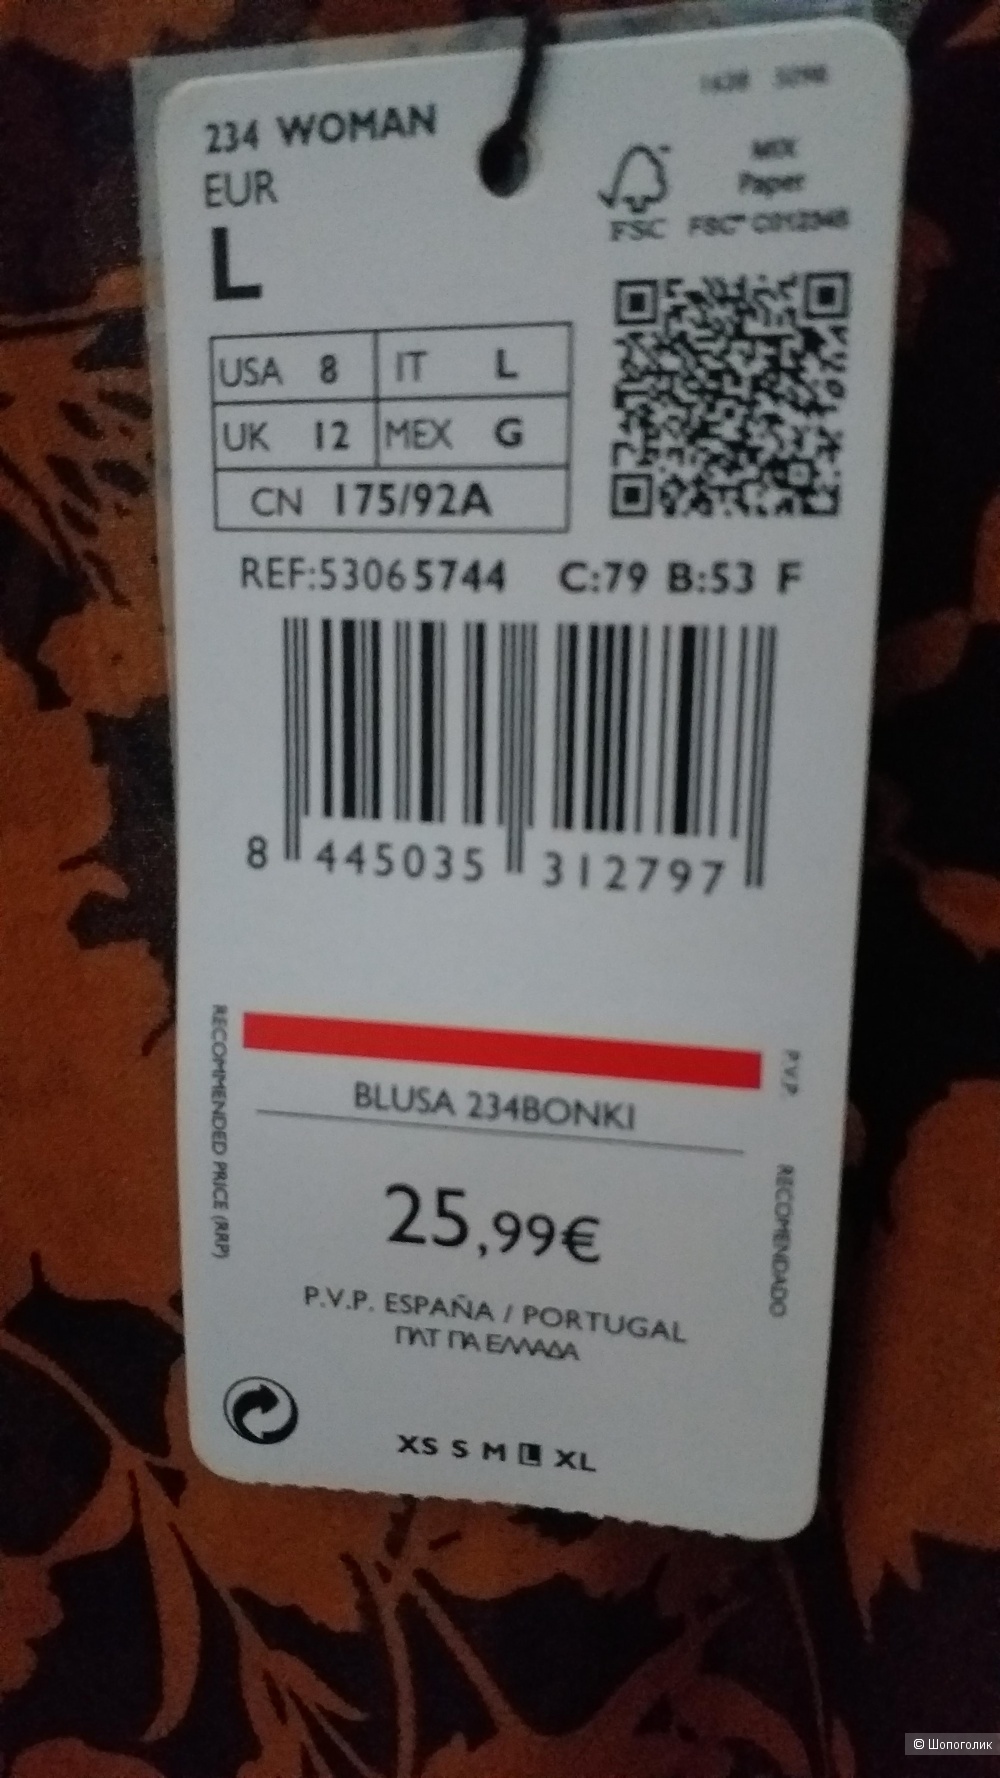 234 WOMAN
EUR
L
MIX
Paper
FSC
USA 8 IT L
UK 12 MEX G
CN 175/92A
REF:53065744 C:79 B:53 F
8 445035 312797
RECOMMENDED PRICE (RRP)
P.V.P. RECOMENDADO
BLUSA 234BONKI
25,99€
P.V.P. ESPAÑA / PORTUGAL
ΠΛΤ ΓΙΑ ΕΛΛΑΔΑ
XS S M L XL
© Шопоголик